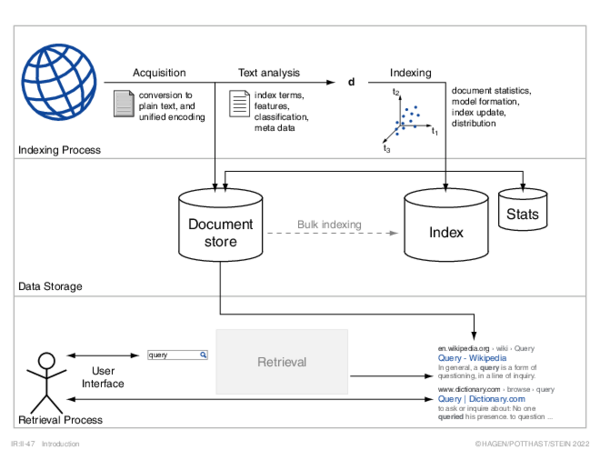 Acquisition
conversion to
plain text, and
unified encoding
Text analysis
index terms,
features,
classification,
meta data
d
Indexing
t2
t1
t3
document statistics,
model formation,
index update,
distribution
Indexing Process
Document
store
Bulk indexing
Index
Stats
Data Storage
query
User
Interface
Retrieval
en.wikipedia.org - wiki - Query
Query - Wikipedia
In general, a query is a form of
questioning, in a line of inquiry.
www.dictionary.com - browse - query
Query | Dictionary.com
to ask or inquire about: No one
queried his presence. to question ...
Retrieval Process
IR:II-47 Introduction
©HAGEN/POTTHAST/STEIN 2022